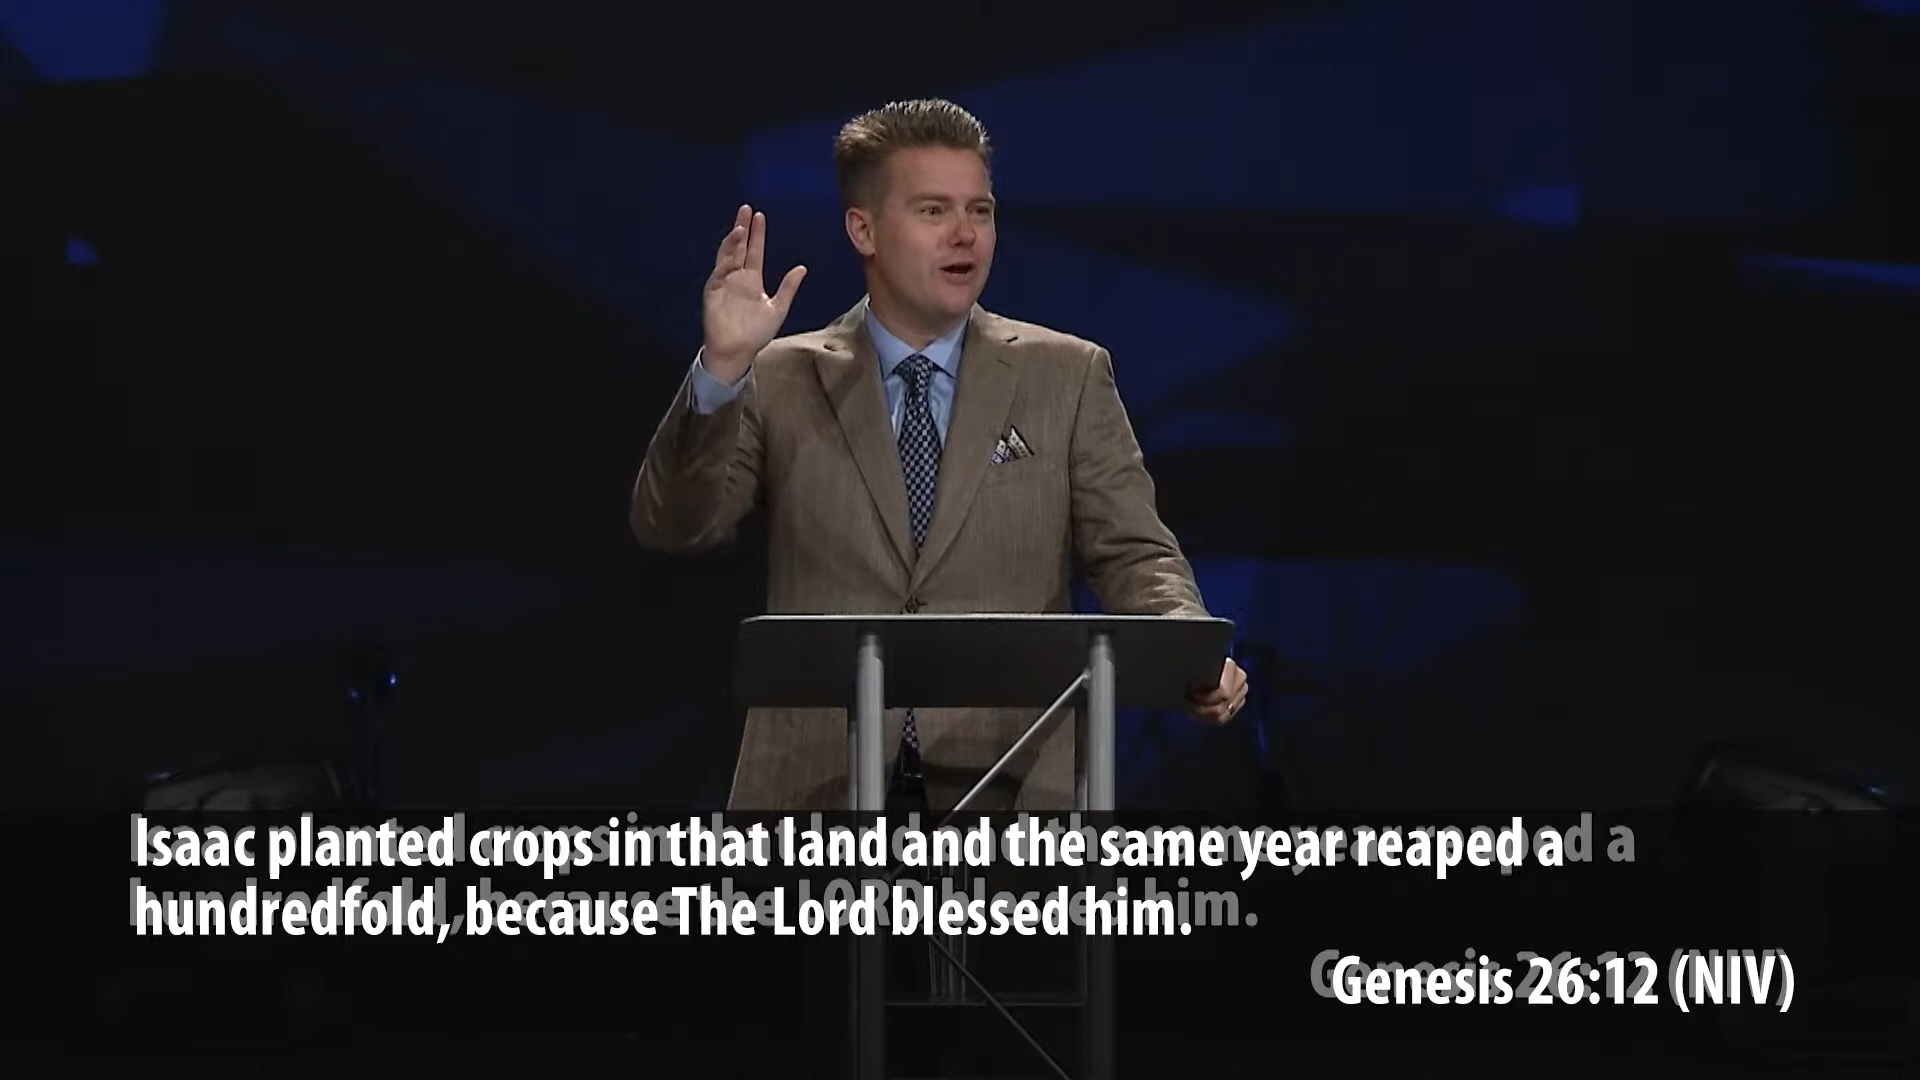 Isaac planted crops in that land and the same year reaped a
hundredfold, because The Lord blessed him.
Genesis 26:12 (NIV)